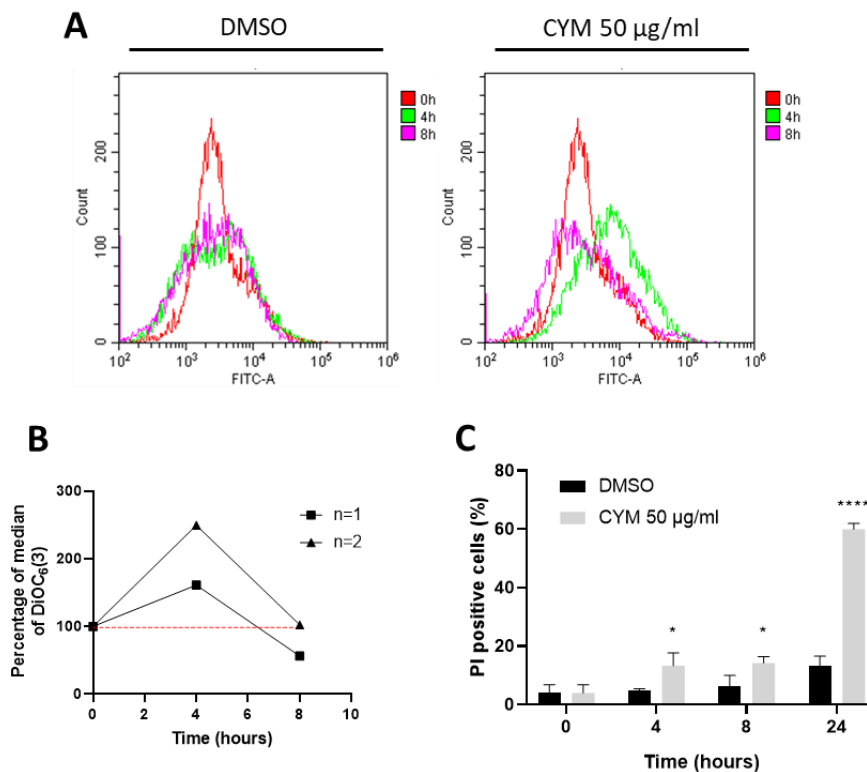 A
DMSO
CYM 50 µg/ml
0h
4h
8h
Count
0
100
200
10² 10³ 10⁴ 10⁵ 10⁶
FITC-A
0h
4h
8h
Count
0
100
200
10² 10³ 10⁴ 10⁵ 10⁶
FITC-A
B
Percentage of median
of DiOC₆(3)
300
200
100
0
0 2 4 6 8 10
Time (hours)
n=1
n=2
C
PI positive cells (%)
80
60
40
20
0
DMSO
CYM 50 µg/ml
*
*
****
0 4 8 24
Time (hours)